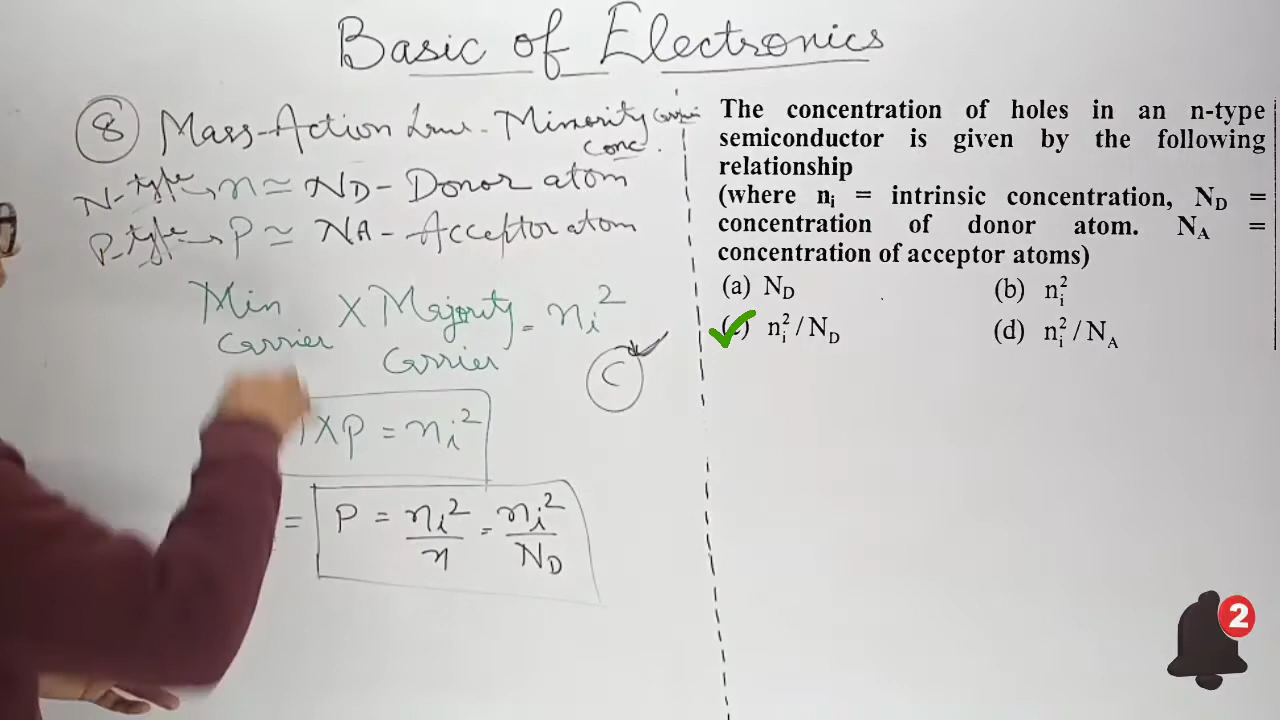 Basic of Electronics
8 Mass-Action Law - Minority Carrier
Conc.
N-type → n ≃ ND - Donor atom
P-type → P ≃ NA - Acceptor atom
Min Carrier X Majority Carrier = ni²
C
XP = ni²
= P = ni²/n = ni²/ND
The concentration of holes in an n-type
semiconductor is given by the following
relationship
(where ni = intrinsic concentration, ND =
concentration of donor atom. NA =
concentration of acceptor atoms)
(a) ND (b) ni²
(c) ni²/ND (d) ni²/NA
2